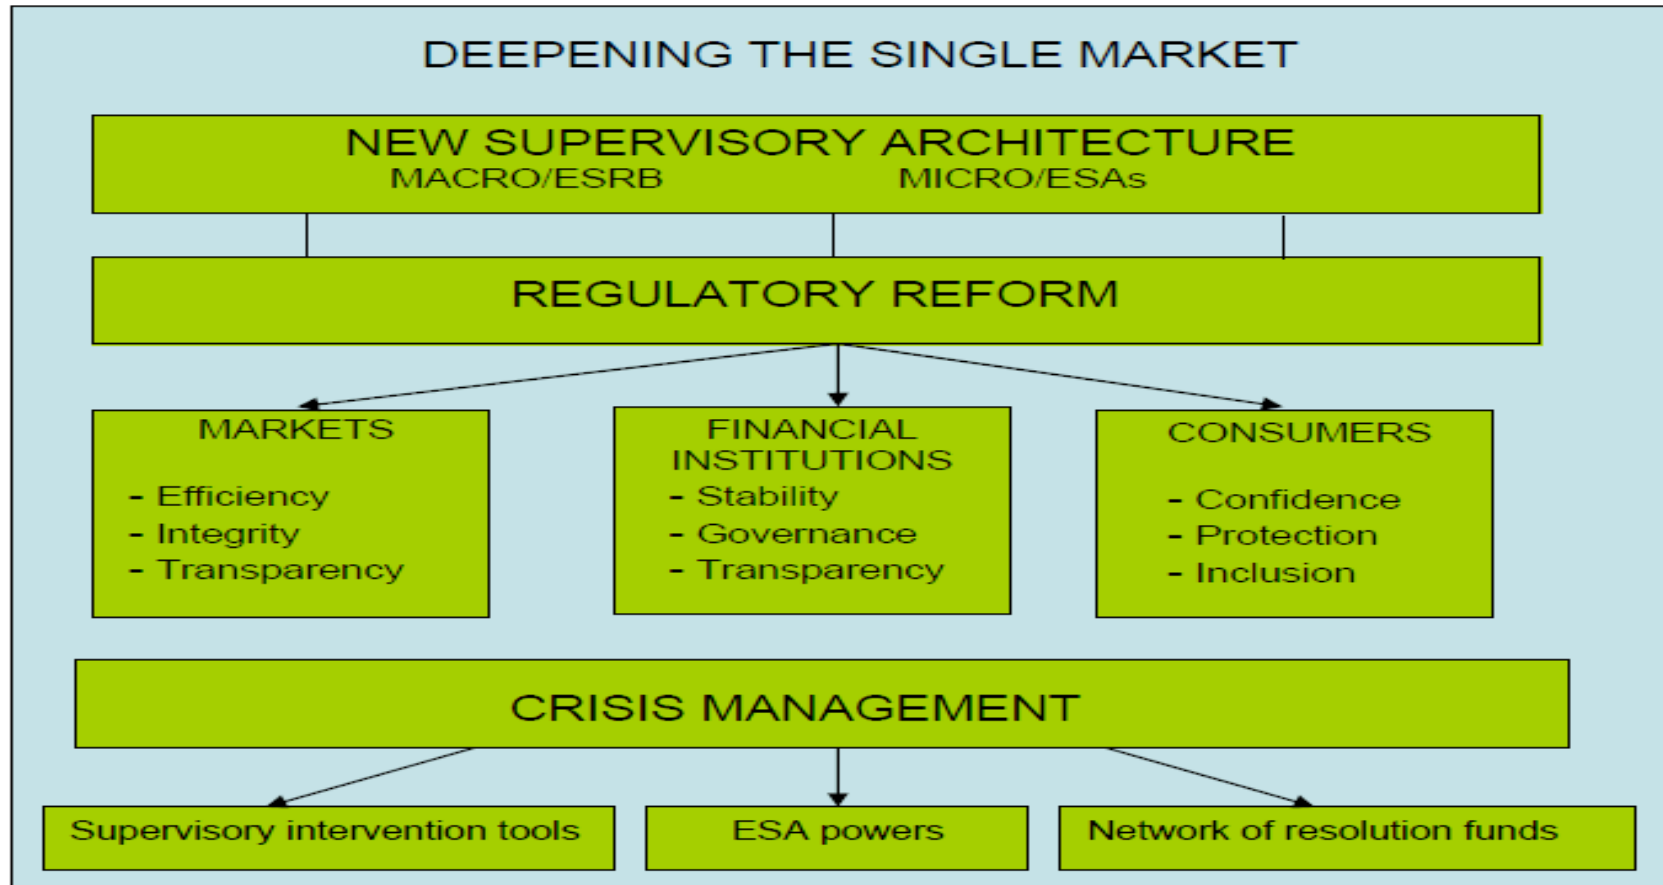 DEEPENING THE SINGLE MARKET
NEW SUPERVISORY ARCHITECTURE
MACRO/ESRB MICRO/ESAs
REGULATORY REFORM
MARKETS
- Efficiency
- Integrity
- Transparency
FINANCIAL
INSTITUTIONS
- Stability
- Governance
- Transparency
CONSUMERS
- Confidence
- Protection
- Inclusion
CRISIS MANAGEMENT
Supervisory intervention tools
ESA powers
Network of resolution funds